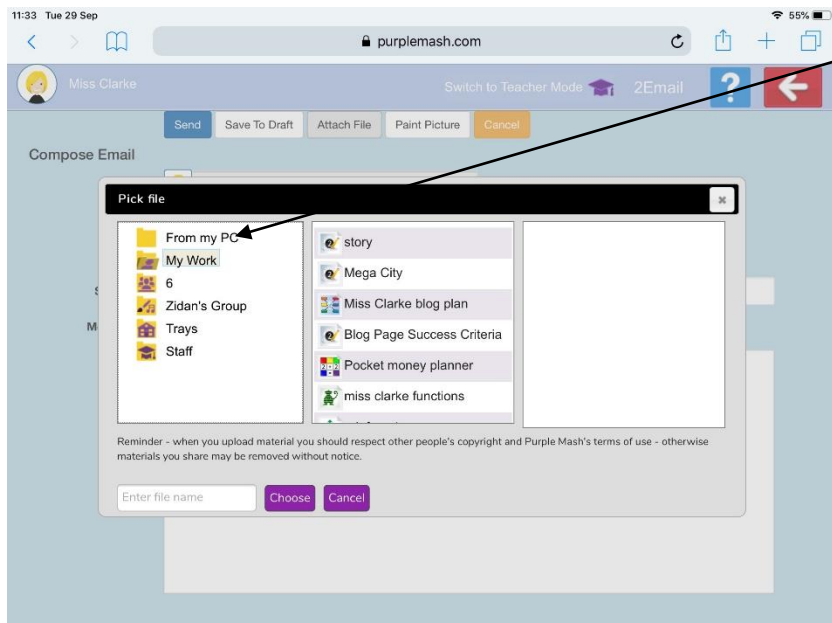 11:33 Tue 29 Sep
55%
purplemash.com
Miss Clarke
Switch to Teacher Mode
2Email
?
Send
Save To Draft
Attach File
Paint Picture
Cancel
Compose Email
Pick file
From my PC
My Work
6
Zidan's Group
Trays
Staff
story
Mega City
Miss Clarke blog plan
Blog Page Success Criteria
Pocket money planner
miss clarke functions
Reminder - when you upload material you should respect other people's copyright and Purple Mash's terms of use - otherwise
materials you share may be removed without notice.
Enter file name
Choose
Cancel